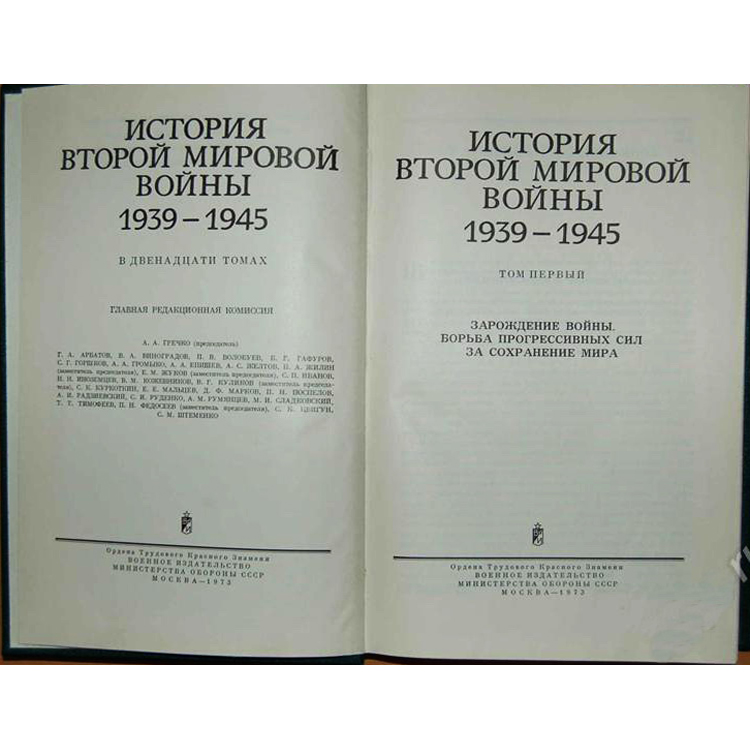 ИСТОРИЯ
ВТОРОЙ МИРОВОЙ
ВОЙНЫ
1939 – 1945
В ДВЕНАДЦАТИ ТОМАХ
ГЛАВНАЯ РЕДАКЦИОННАЯ КОМИССИЯ
А. А. ГРЕЧКО (председатель)
Г. А. АРБАТОВ, В. А. ВИНОГРАДОВ, П. В. ВОЛОБУЕВ, Б. Г. ГАФУРОВ,
С. Г. ГОРШКОВ, А. А. ГРОМЫКО, А. А. ЕПИШЕВ, А. С. ЖЕЛТОВ, П. А. ЖИЛИН
(заместитель председателя), Е. М. ЖУКОВ (заместитель председателя), С. П. ИВАНОВ,
Н. Н. ИНОЗЕМЦЕВ, В. М. КОЖЕВНИКОВ, В. Г. КУЛИКОВ (заместитель председа-
теля), С. К. КУРКОТКИН, Е. Е. МАЛЬЦЕВ, Д. Ф. МАРКОВ, П. Н. ПОСПЕЛОВ,
А. И. РАДЗИЕВСКИЙ, С. И. РУДЕНКО, А. М. РУМЯНЦЕВ, М. И. СЛАДКОВСКИЙ,
Т. Т. ТИМОФЕЕВ, П. Н. ФЕДОСЕЕВ (заместитель председателя), С. К. ЦВИГУН,
С. М. ШТЕМЕНКО
Ордена Трудового Красного Знамени
ВОЕННОЕ ИЗДАТЕЛЬСТВО
МИНИСТЕРСТВА ОБОРОНЫ СССР
МОСКВА — 1973
ИСТОРИЯ
ВТОРОЙ МИРОВОЙ
ВОЙНЫ
1939 – 1945
ТОМ ПЕРВЫЙ
ЗАРОЖДЕНИЕ ВОЙНЫ.
БОРЬБА ПРОГРЕССИВНЫХ СИЛ
ЗА СОХРАНЕНИЕ МИРА
Ордена Трудового Красного Знамени
ВОЕННОЕ ИЗДАТЕЛЬСТВО
МИНИСТЕРСТВА ОБОРОНЫ СССР
МОСКВА — 1973